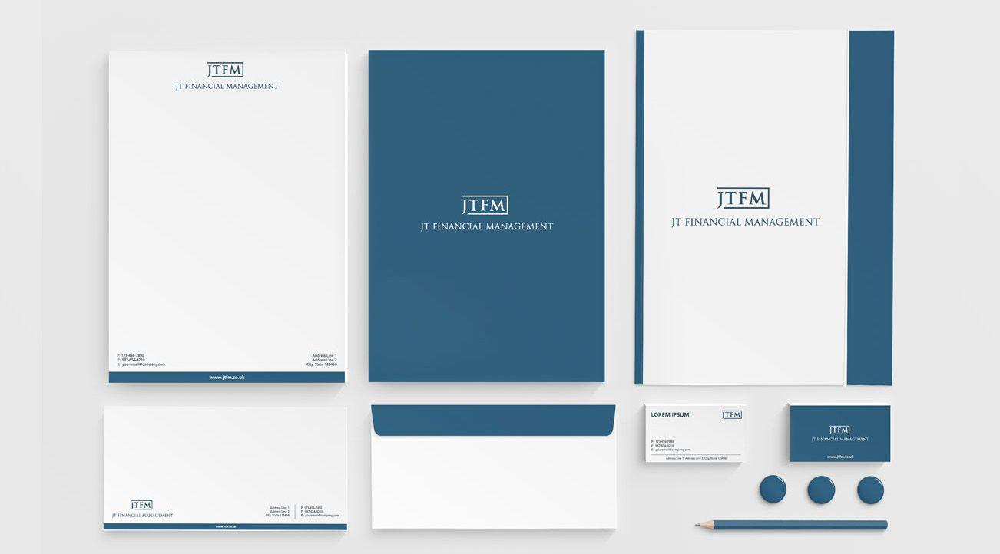 JTFM
JT FINANCIAL MANAGEMENT
P: 123-456-7890
F: 987-654-3210
E: youremail@company.com
Address Line 1
Address Line 2
City, State 123456
www.jtfm.co.uk
JTFM
JT FINANCIAL MANAGEMENT
JTFM
JT FINANCIAL MANAGEMENT
JTFM
JT FINANCIAL MANAGEMENT
Address Line 1
Address Line 2
City, State 123456
P: 123-456-7890
F: 987-654-3210
E: youremail@company.com
www.jtfm.co.uk
LOREM IPSUM
JTFM
P: 123-456-7890
F: 987-654-3210
E: youremail@company.com
Address Line 1, Address Line 2, City, State 123456
JTFM
JT FINANCIAL MANAGEMENT
www.jtfm.co.uk